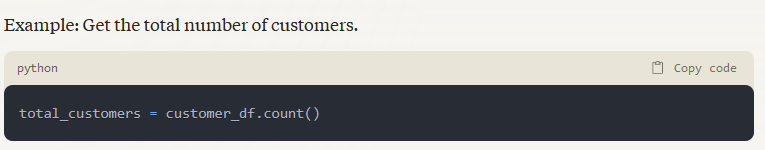 Example: Get the total number of customers.
python Copy code
total_customers = customer_df.count()